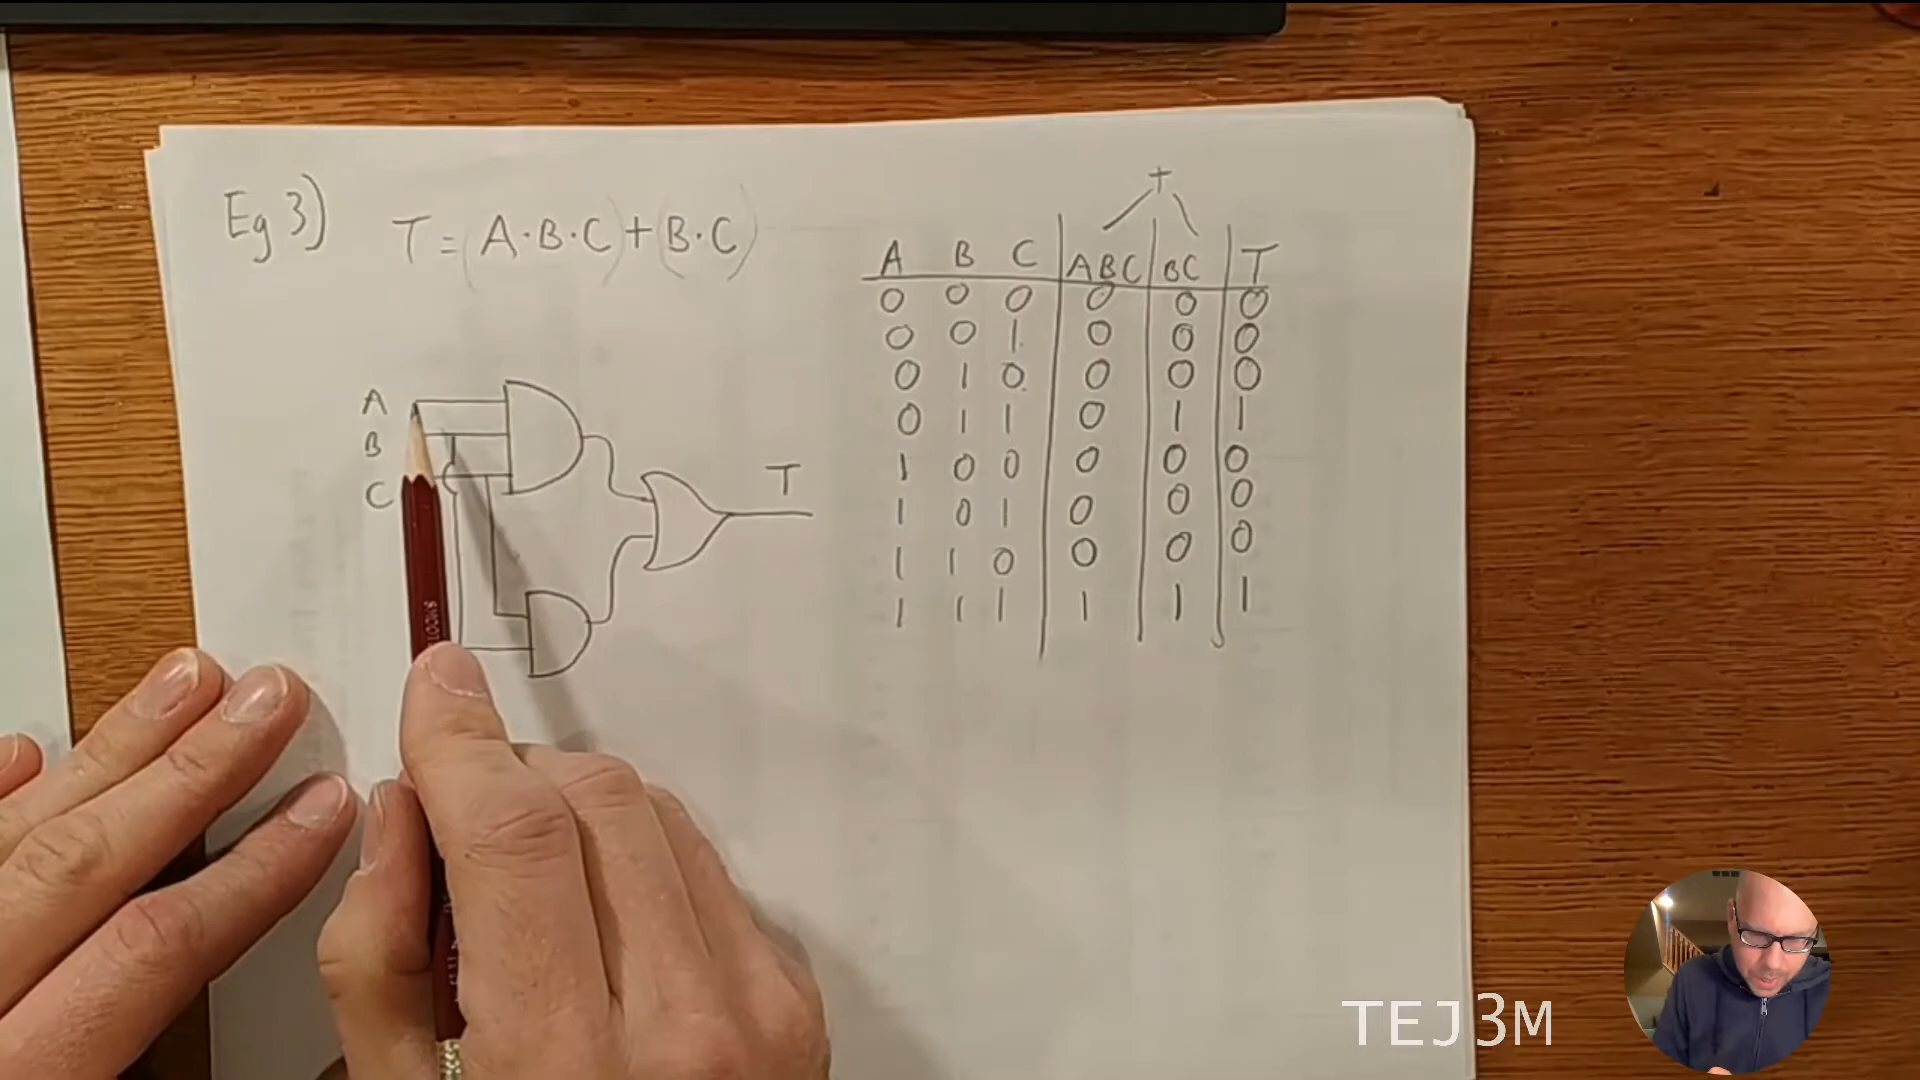 Eg 3) T = (A·B·C) + (B·C)
+
A B C ABC BC T
0 0 0 0 0 0
0 0 1 0 0 0
0 1 0 0 0 0
0 1 1 0 1 1
1 0 0 0 0 0
1 0 1 0 0 0
1 1 0 0 0 0
1 1 1 1 1 1
A
B
C
T
TEJ3M